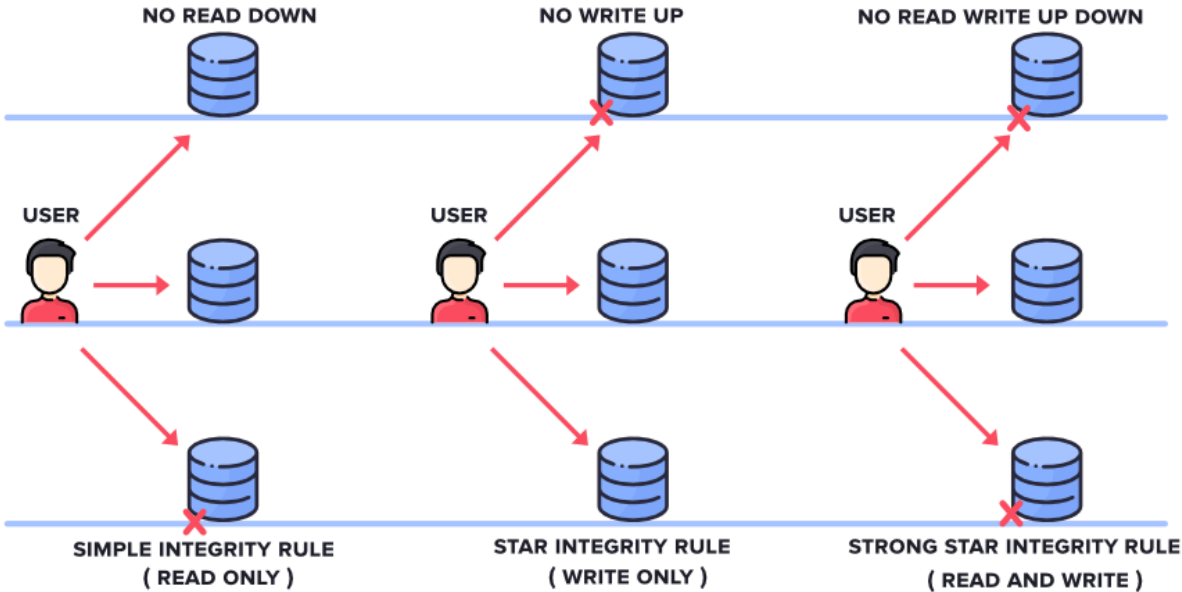 NO READ DOWN
NO WRITE UP
NO READ WRITE UP DOWN
USER
USER
USER
SIMPLE INTEGRITY RULE
( READ ONLY )
STAR INTEGRITY RULE
( WRITE ONLY )
STRONG STAR INTEGRITY RULE
( READ AND WRITE )